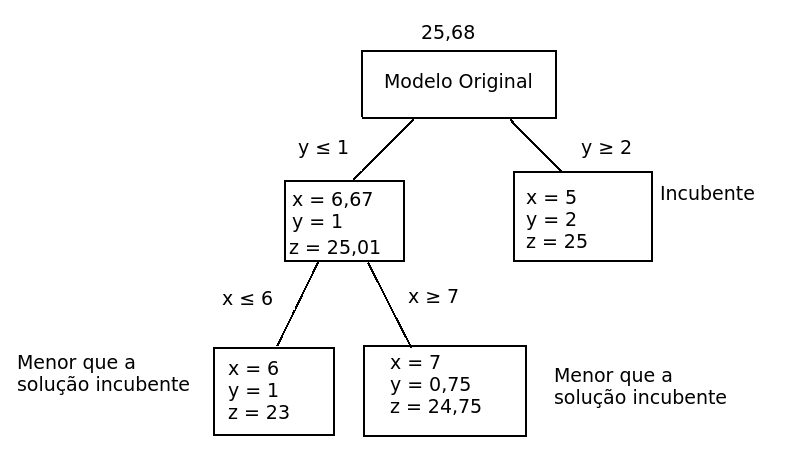 25,68
Modelo Original
y ≤ 1
y ≥ 2
x = 6,67
y = 1
z = 25,01
x = 5
y = 2
z = 25
Incubente
x ≤ 6
x ≥ 7
Menor que a
solução incubente
x = 6
y = 1
z = 23
x = 7
y = 0,75
z = 24,75
Menor que a
solução incubente